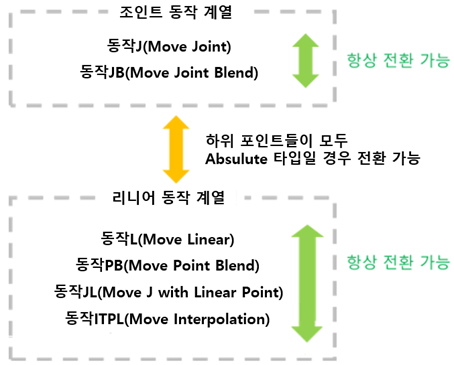 조인트 동작 계열
동작J(Move Joint)
동작JB(Move Joint Blend)
항상 전환 가능
하위 포인트들이 모두
Absulute 타입일 경우 전환 가능
리니어 동작 계열
동작L(Move Linear)
동작PB(Move Point Blend)
동작JL(Move J with Linear Point)
동작ITPL(Move Interpolation)
항상 전환 가능